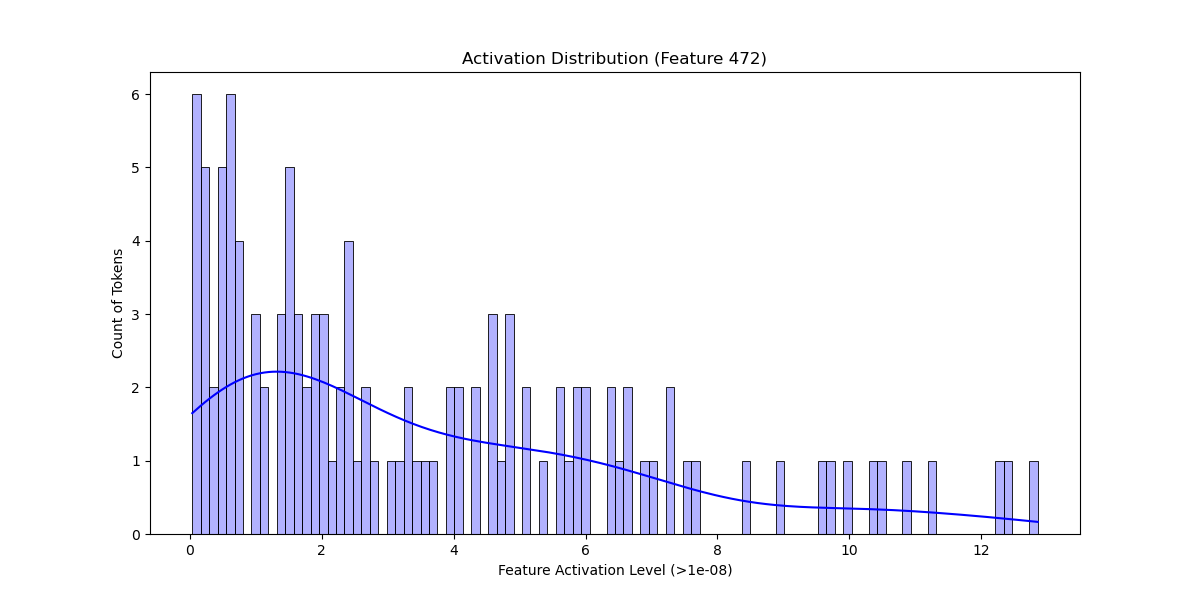 Activation Distribution (Feature 472)
6
5
4
3
2
1
0
Count of Tokens
0 2 4 6 8 10 12
Feature Activation Level (>1e-08)